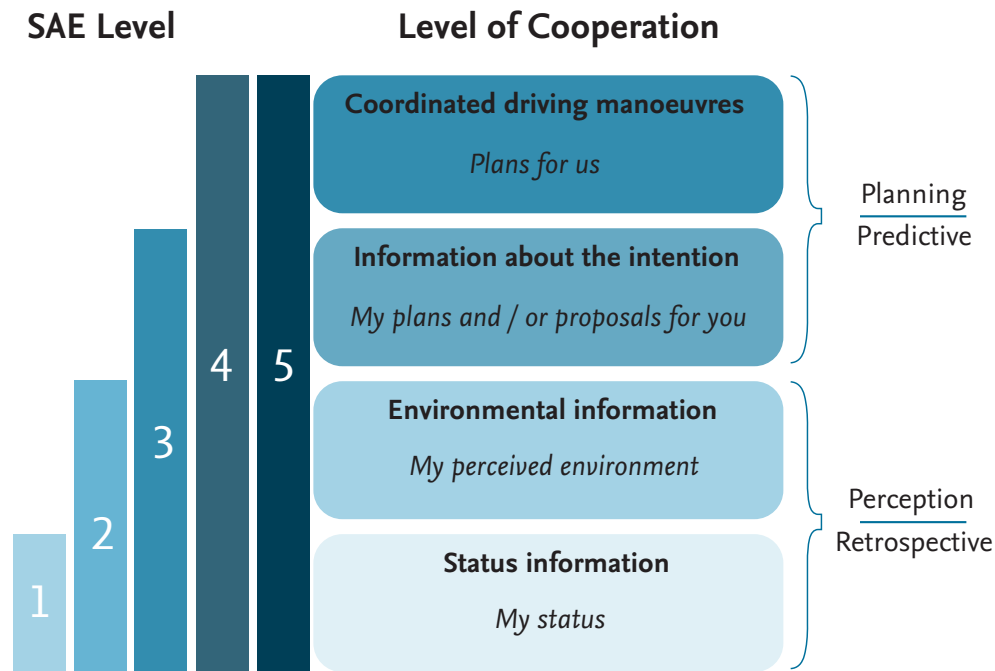 SAE Level
Level of Cooperation
Coordinated driving manoeuvres
Plans for us
Information about the intention
My plans and / or proposals for you
Environmental information
My perceived environment
Status information
My status
1
2
3
4
5
Planning
Predictive
Perception
Retrospective